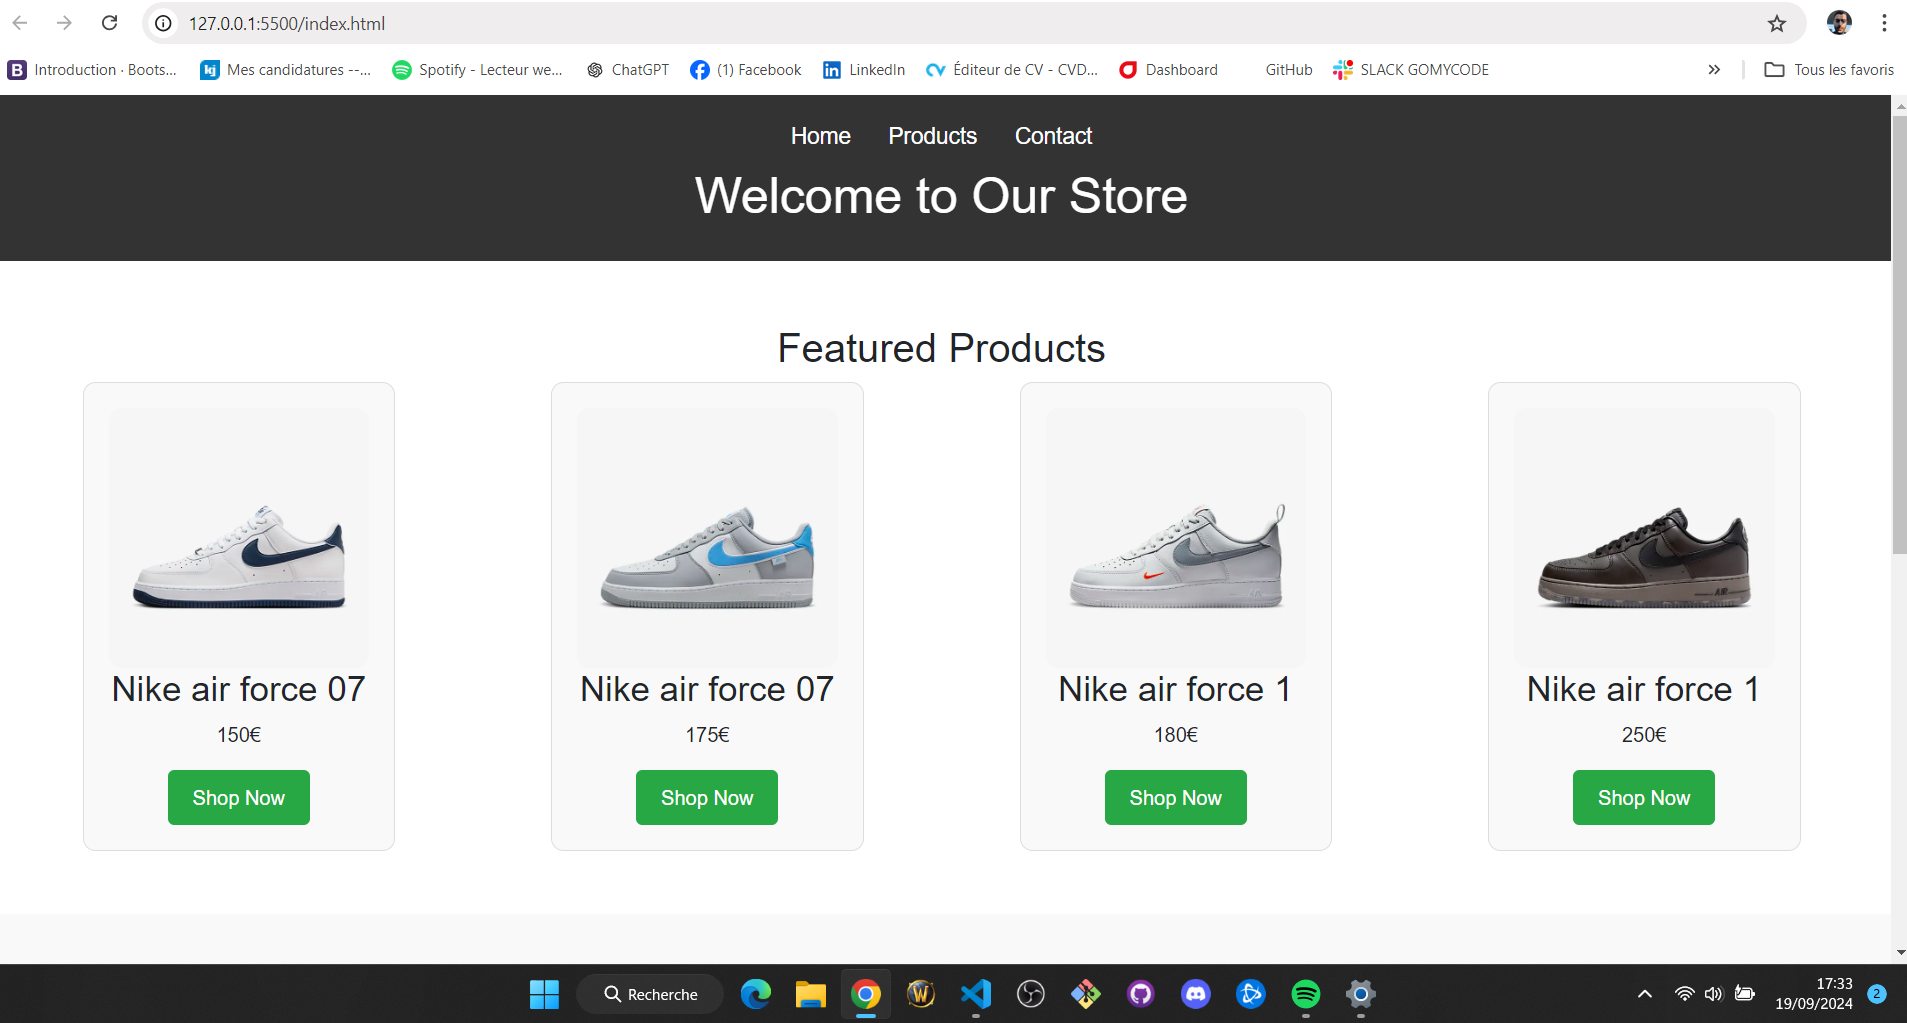 127.0.0.1:5500/index.html
Introduction · Boots...
Mes candidatures --...
Spotify - Lecteur we...
ChatGPT
(1) Facebook
LinkedIn
Éditeur de CV - CVD...
Dashboard
GitHub
SLACK GOMYCODE
Tous les favoris
Home Products Contact
Welcome to Our Store
Featured Products
Nike air force 07
150€
Shop Now
Nike air force 07
175€
Shop Now
Nike air force 1
180€
Shop Now
Nike air force 1
250€
Shop Now
Recherche
17:33
19/09/2024
2